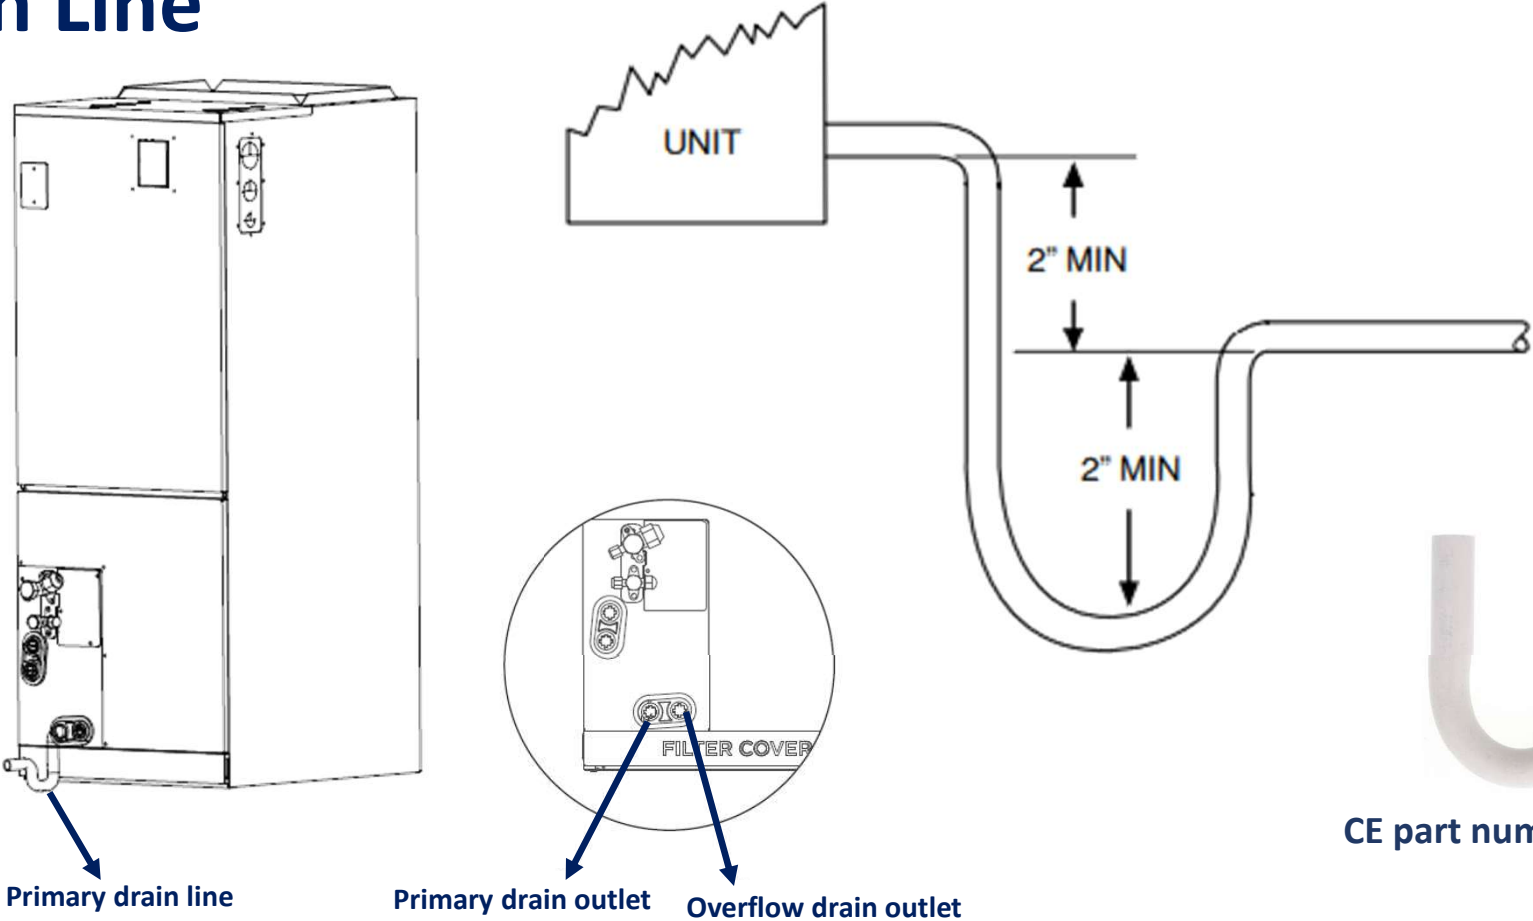 Line
UNIT
2” MIN
2” MIN
FILTER COVER
CE part
Primary drain line
Primary drain outlet
Overflow drain outlet